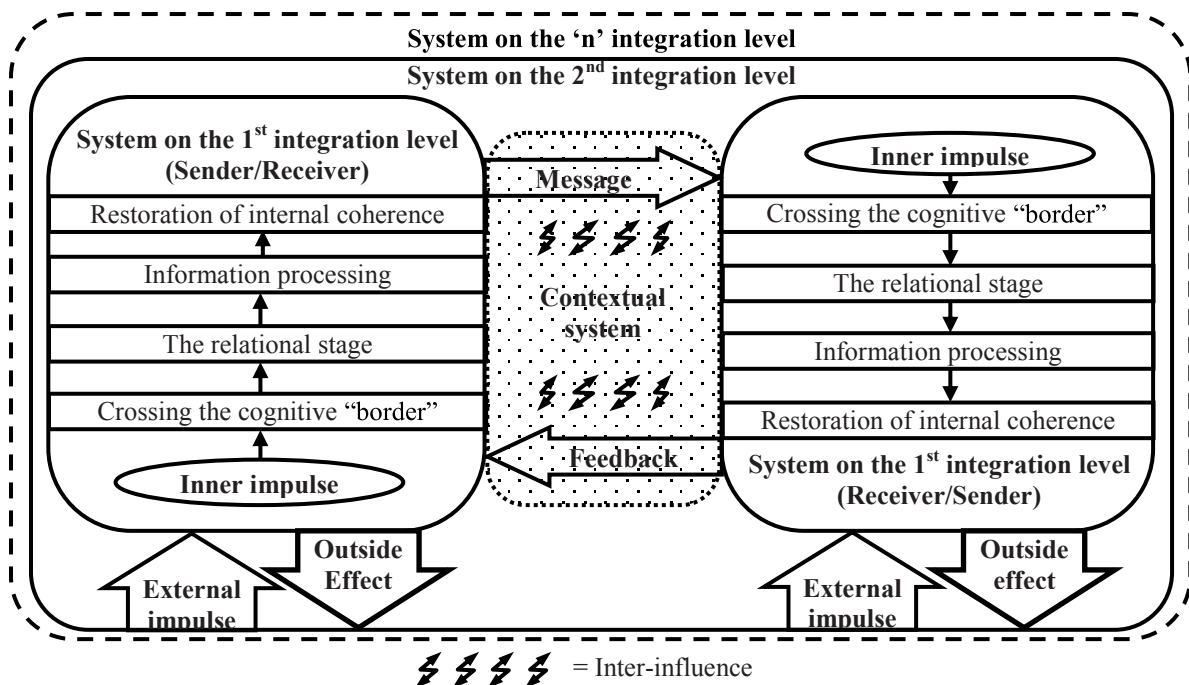 System on the ‘n’ integration level
System on the 2nd integration level
System on the 1st integration level
(Sender/Receiver)
Restoration of internal coherence
Information processing
The relational stage
Crossing the cognitive “border”
Inner impulse
Message
Contextual
system
Feedback
Inner impulse
Crossing the cognitive “border”
The relational stage
Information processing
Restoration of internal coherence
System on the 1st integration level
(Receiver/Sender)
External
impulse
Outside
Effect
External
impulse
Outside
effect
= Inter-influence